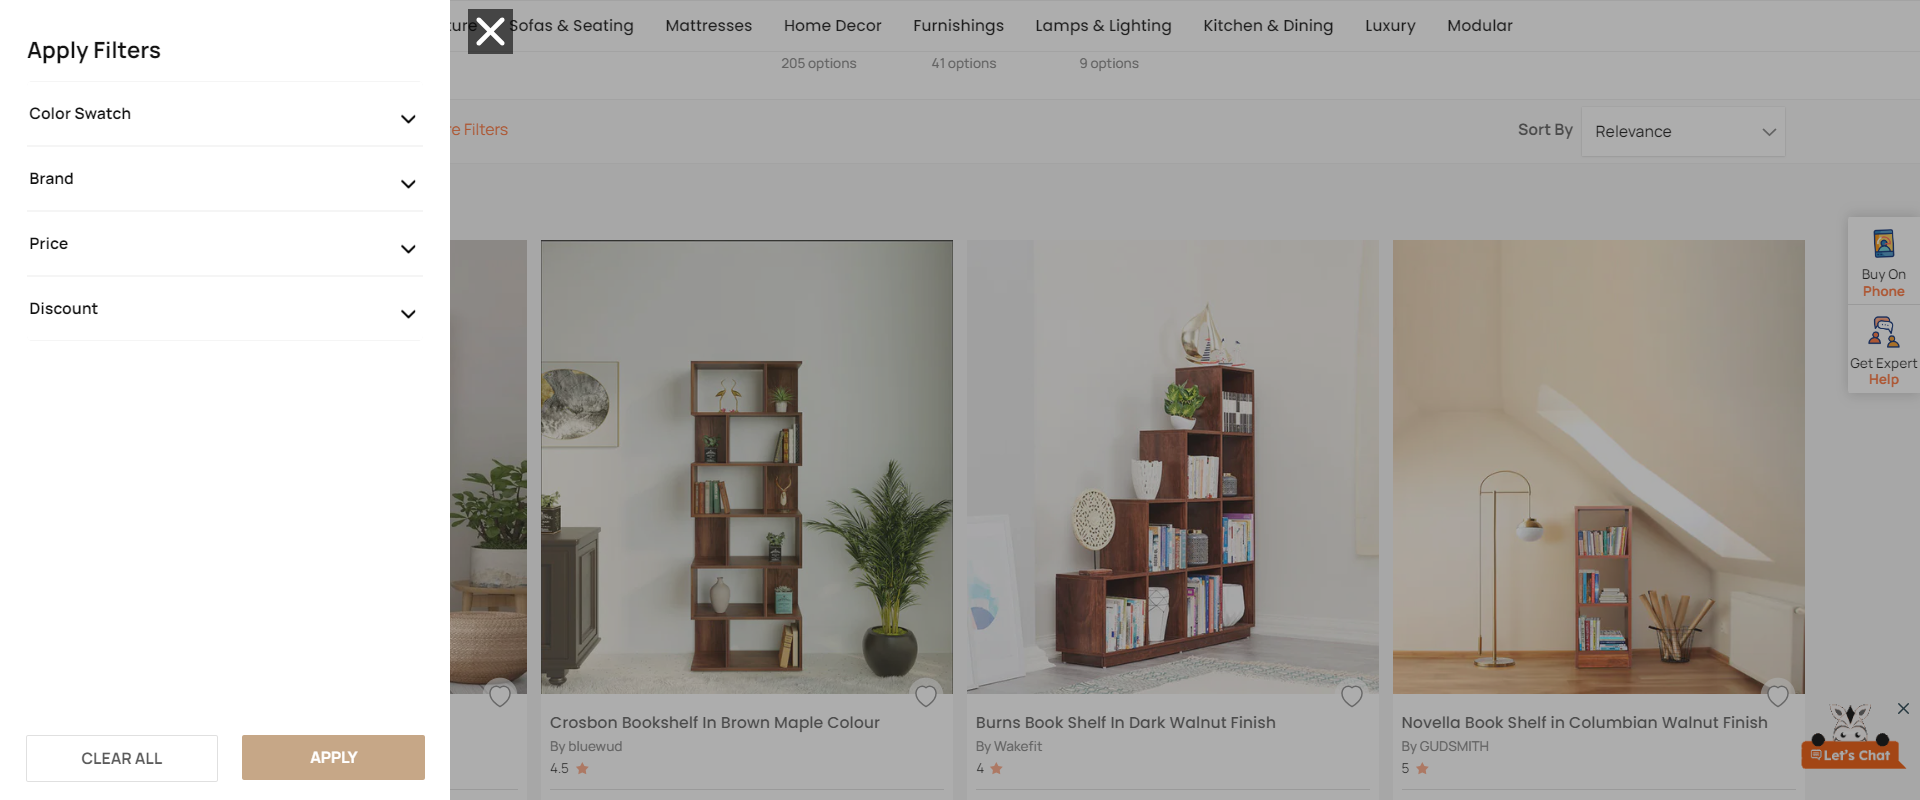 Apply Filters
Color Swatch
Brand
Price
Discount
CLEAR ALL
APPLY
Sofas & Seating
Mattresses
Home Decor
Furnishings
Lamps & Lighting
Kitchen & Dining
Luxury
Modular
205 options
41 options
9 options
Filters
Sort By
Relevance
Buy On
Phone
Get Expert
Help
Crosbon Bookshelf In Brown Maple Colour
By bluewud
4.5
Burns Book Shelf In Dark Walnut Finish
By Wakefit
4
Novella Book Shelf in Columbian Walnut Finish
By GUDSMITH
5
Let's Chat